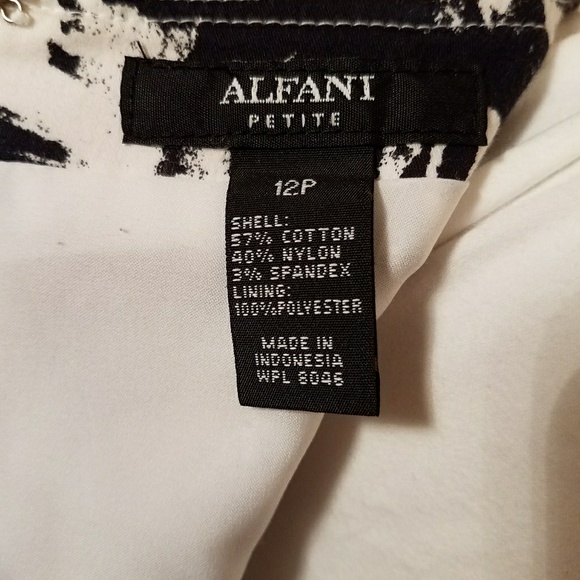 ALFANI
PETITE
12P
SHELL:
57% COTTON
40% NYLON
3% SPANDEX
LINING:
100%POLYESTER
MADE IN
INDONESIA
WPL 8046